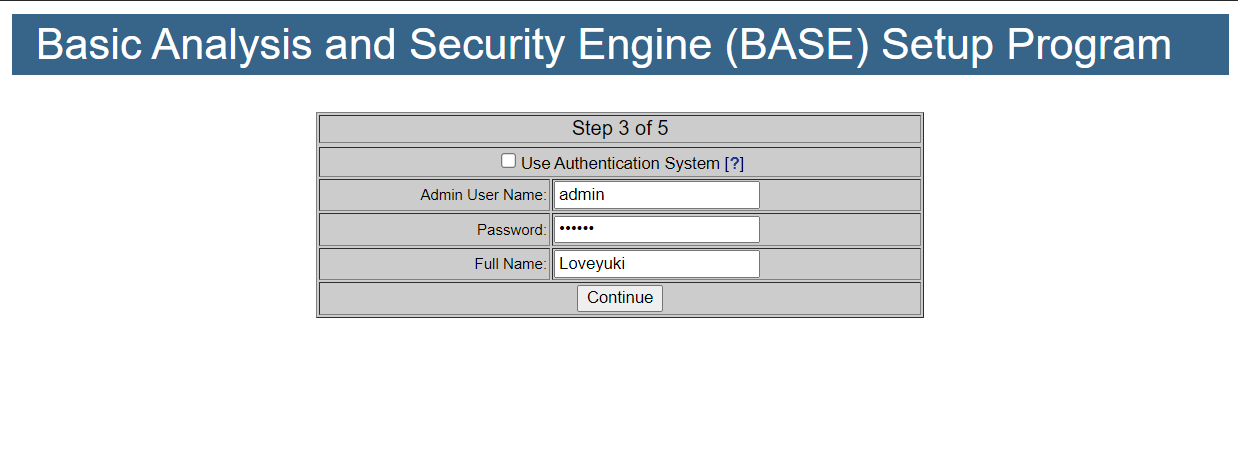 Basic Analysis and Security Engine (BASE) Setup Program
Step 3 of 5
Use Authentication System [?]
Admin User Name: admin
Password: ••••••
Full Name: Loveyuki
Continue